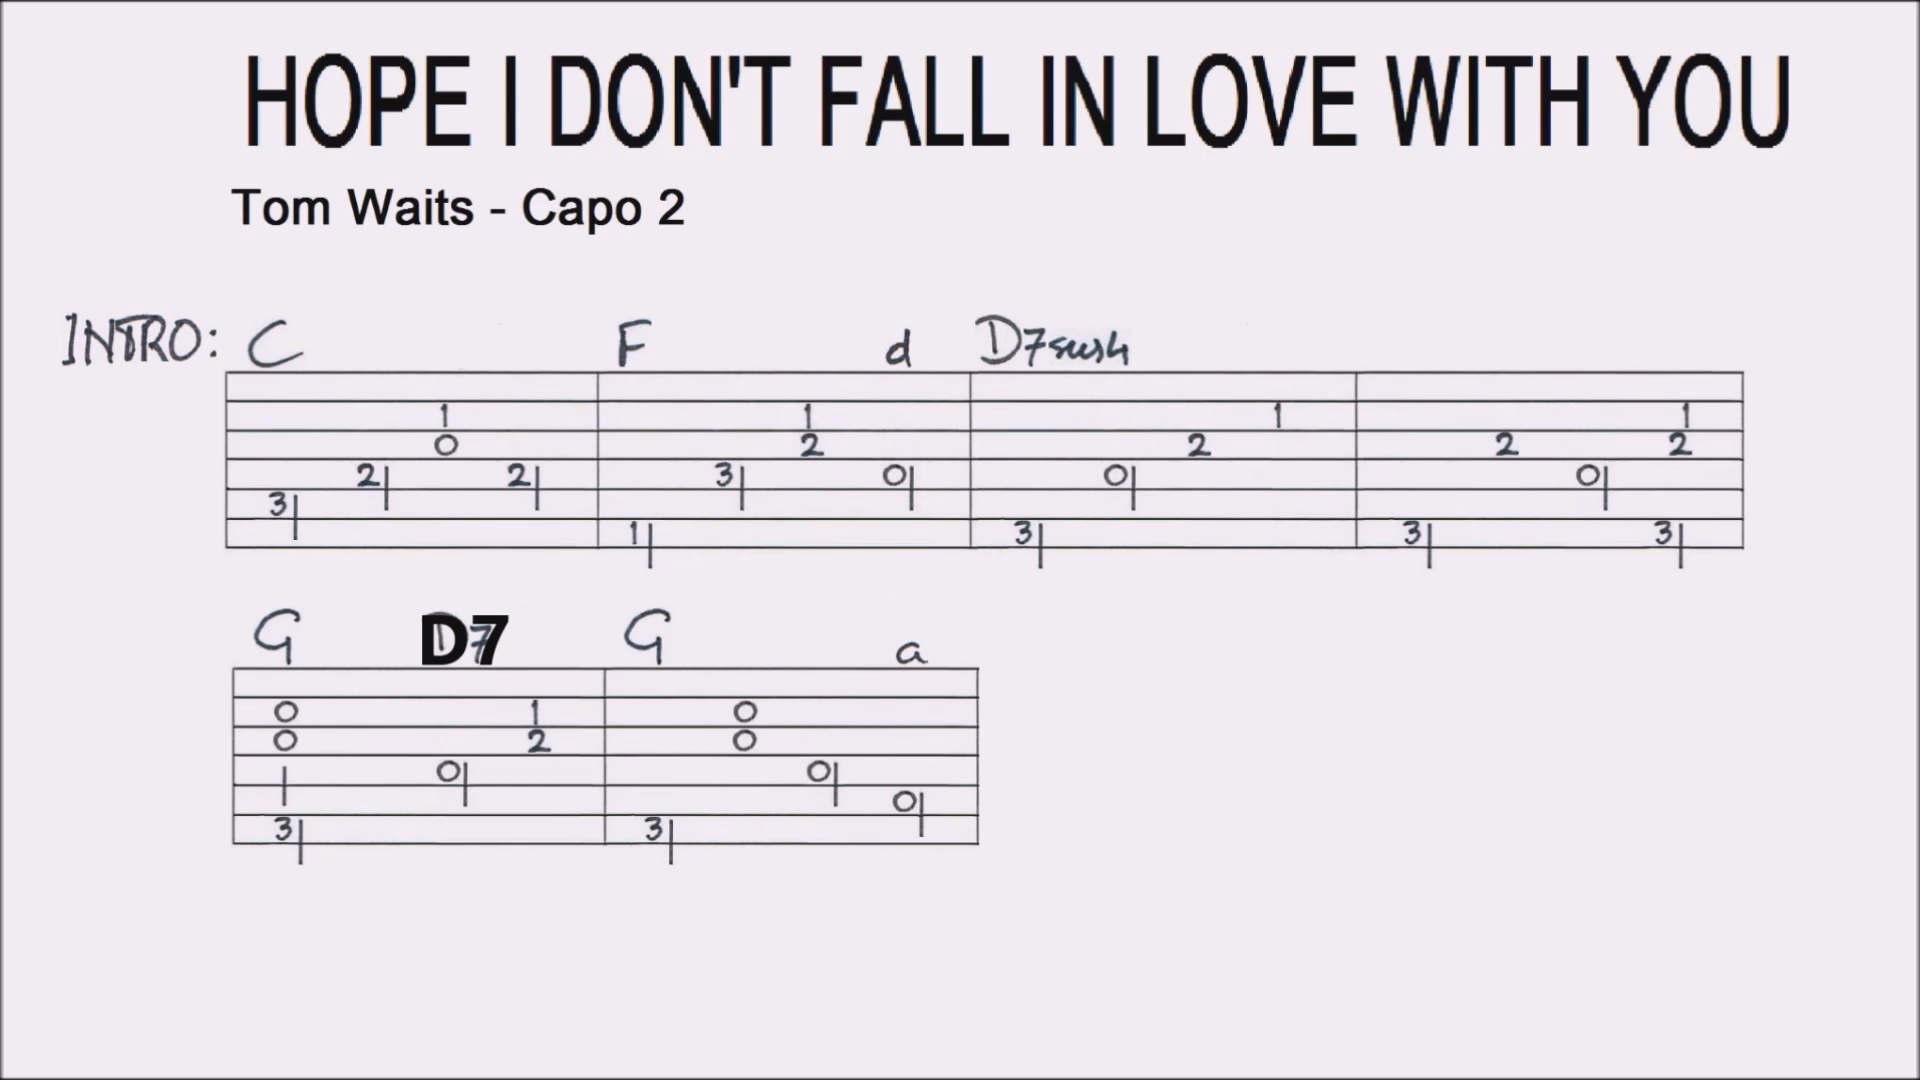 HOPE I DON'T FALL IN LOVE WITH YOU
Tom Waits - Capo 2
INTRO: C F d D7sus4
1 1 1 1
0 2 2 2 2
2 2 3 0 0 0
3
1 3 3 3
G D7 G a
0 1 0
0 2 0
0 0
0
3 3